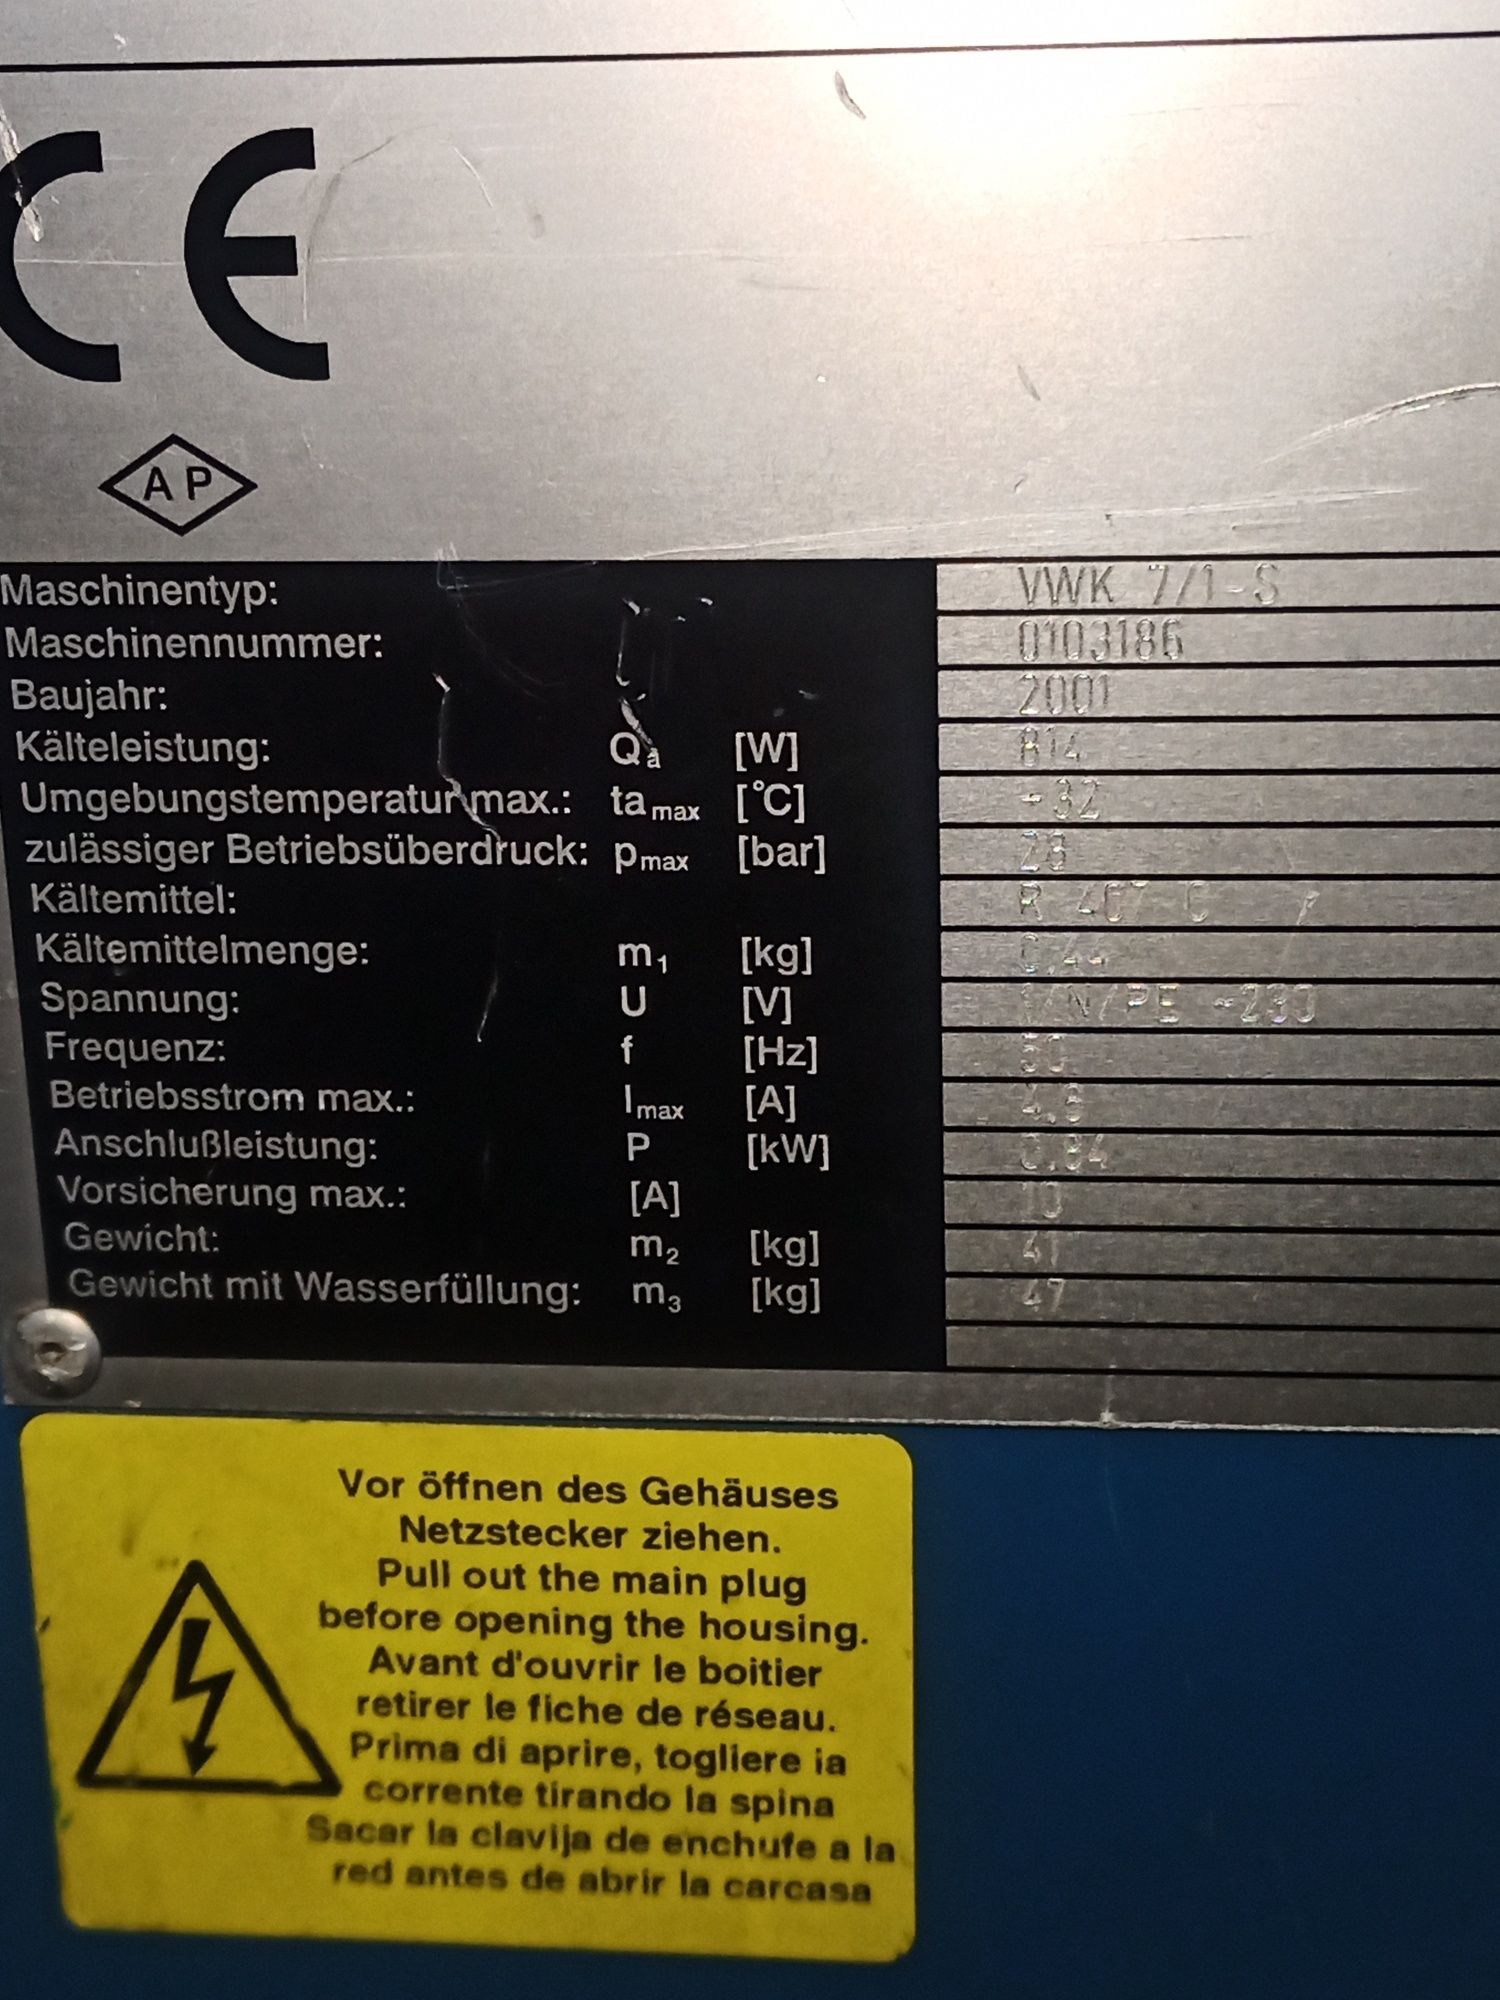 CE
AP
Maschinentyp: VWK 7/1-S
Maschinennummer: 0103186
Baujahr: 2001
Kälteleistung: Qa [W] 814
Umgebungstemperatur max.: ta max [°C] +32
zulässiger Betriebsüberdruck: pmax [bar] 28
Kältemittel: R 407 C
Kältemittelmenge: m1 [kg] 0,44
Spannung: U [V] 1/N/PE ~230
Frequenz: f [Hz] 50
Betriebsstrom max.: Imax [A]
Anschlußleistung: P [kW]
Vorsicherung max.: [A] 10
Gewicht: m2 [kg] 41
Gewicht mit Wasserfüllung: m3 [kg] 47
Vor öffnen des Gehäuses
Netzstecker ziehen.
Pull out the main plug
before opening the housing.
Avant d'ouvrir le boitier
retirer le fiche de réseau.
Prima di aprire, togliere ia
corrente tirando la spina
Sacar la clavija de enchufe a la
red antes de abrir la carcasa